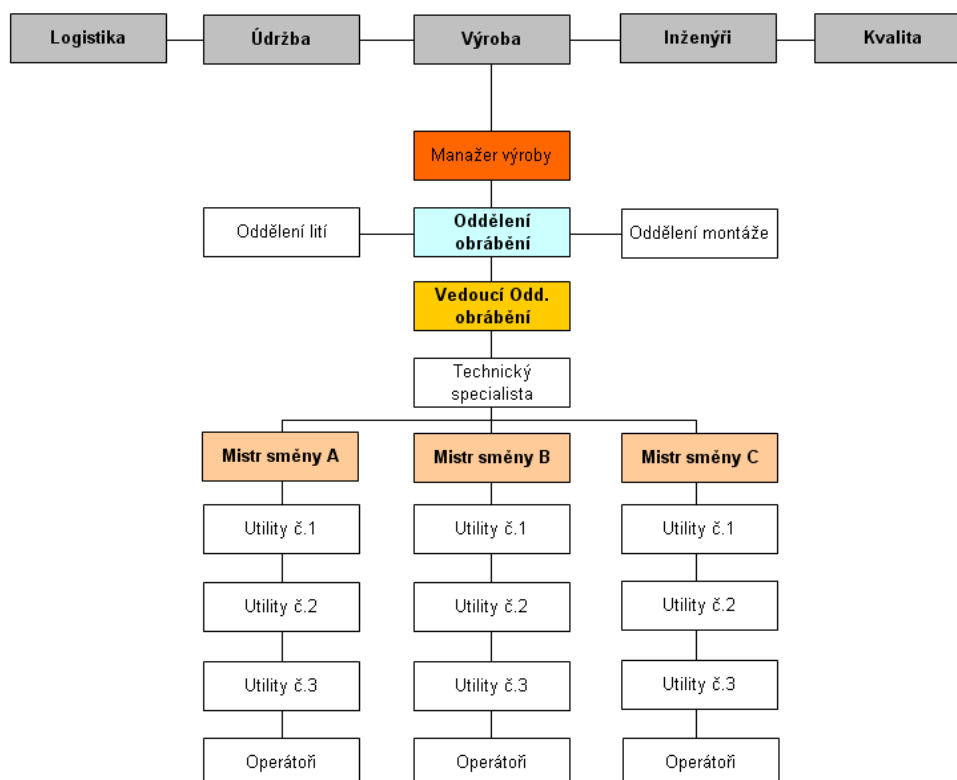 Logistika
Údržba
Výroba
Inženýři
Kvalita
Manažer výroby
Oddělení lití
Oddělení
obrábění
Oddělení montáže
Vedoucí Odd.
obrábění
Technický
specialista
Mistr směny A
Mistr směny B
Mistr směny C
Utility č.1
Utility č.1
Utility č.1
Utility č.2
Utility č.2
Utility č.2
Utility č.3
Utility č.3
Utility č.3
Operátoři
Operátoři
Operátoři